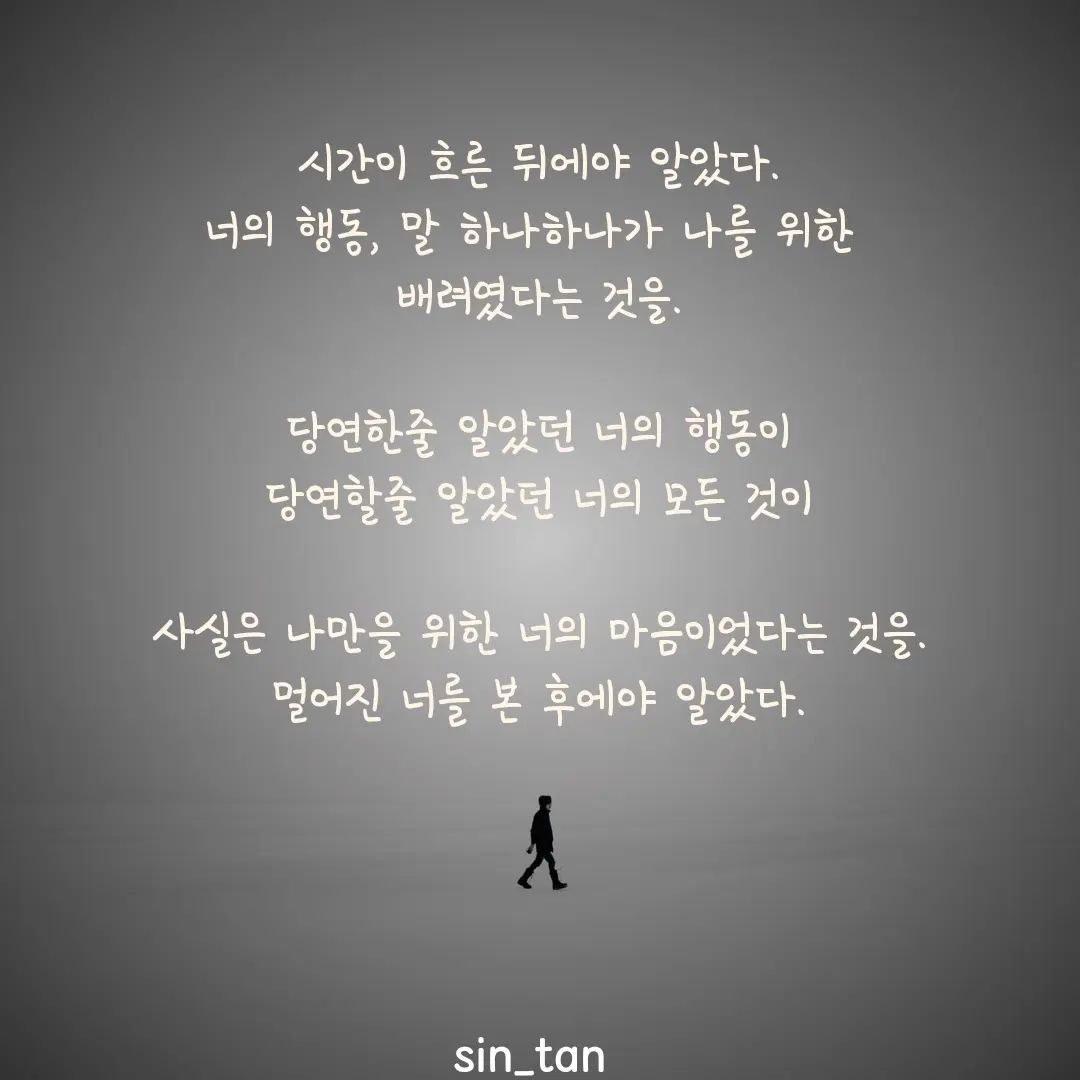 시간이 흐른 뒤에야 알았다.
너의 행동, 말 하나하나가 나를 위한
배려였다는 것을.
당연한줄 알았던 너의 행동이
당연할줄 알았던 너의 모든 것이
사실은 나만을 위한 너의 마음이었다는 것을.
멀어진 너를 본 후에야 알았다.
sin_tan